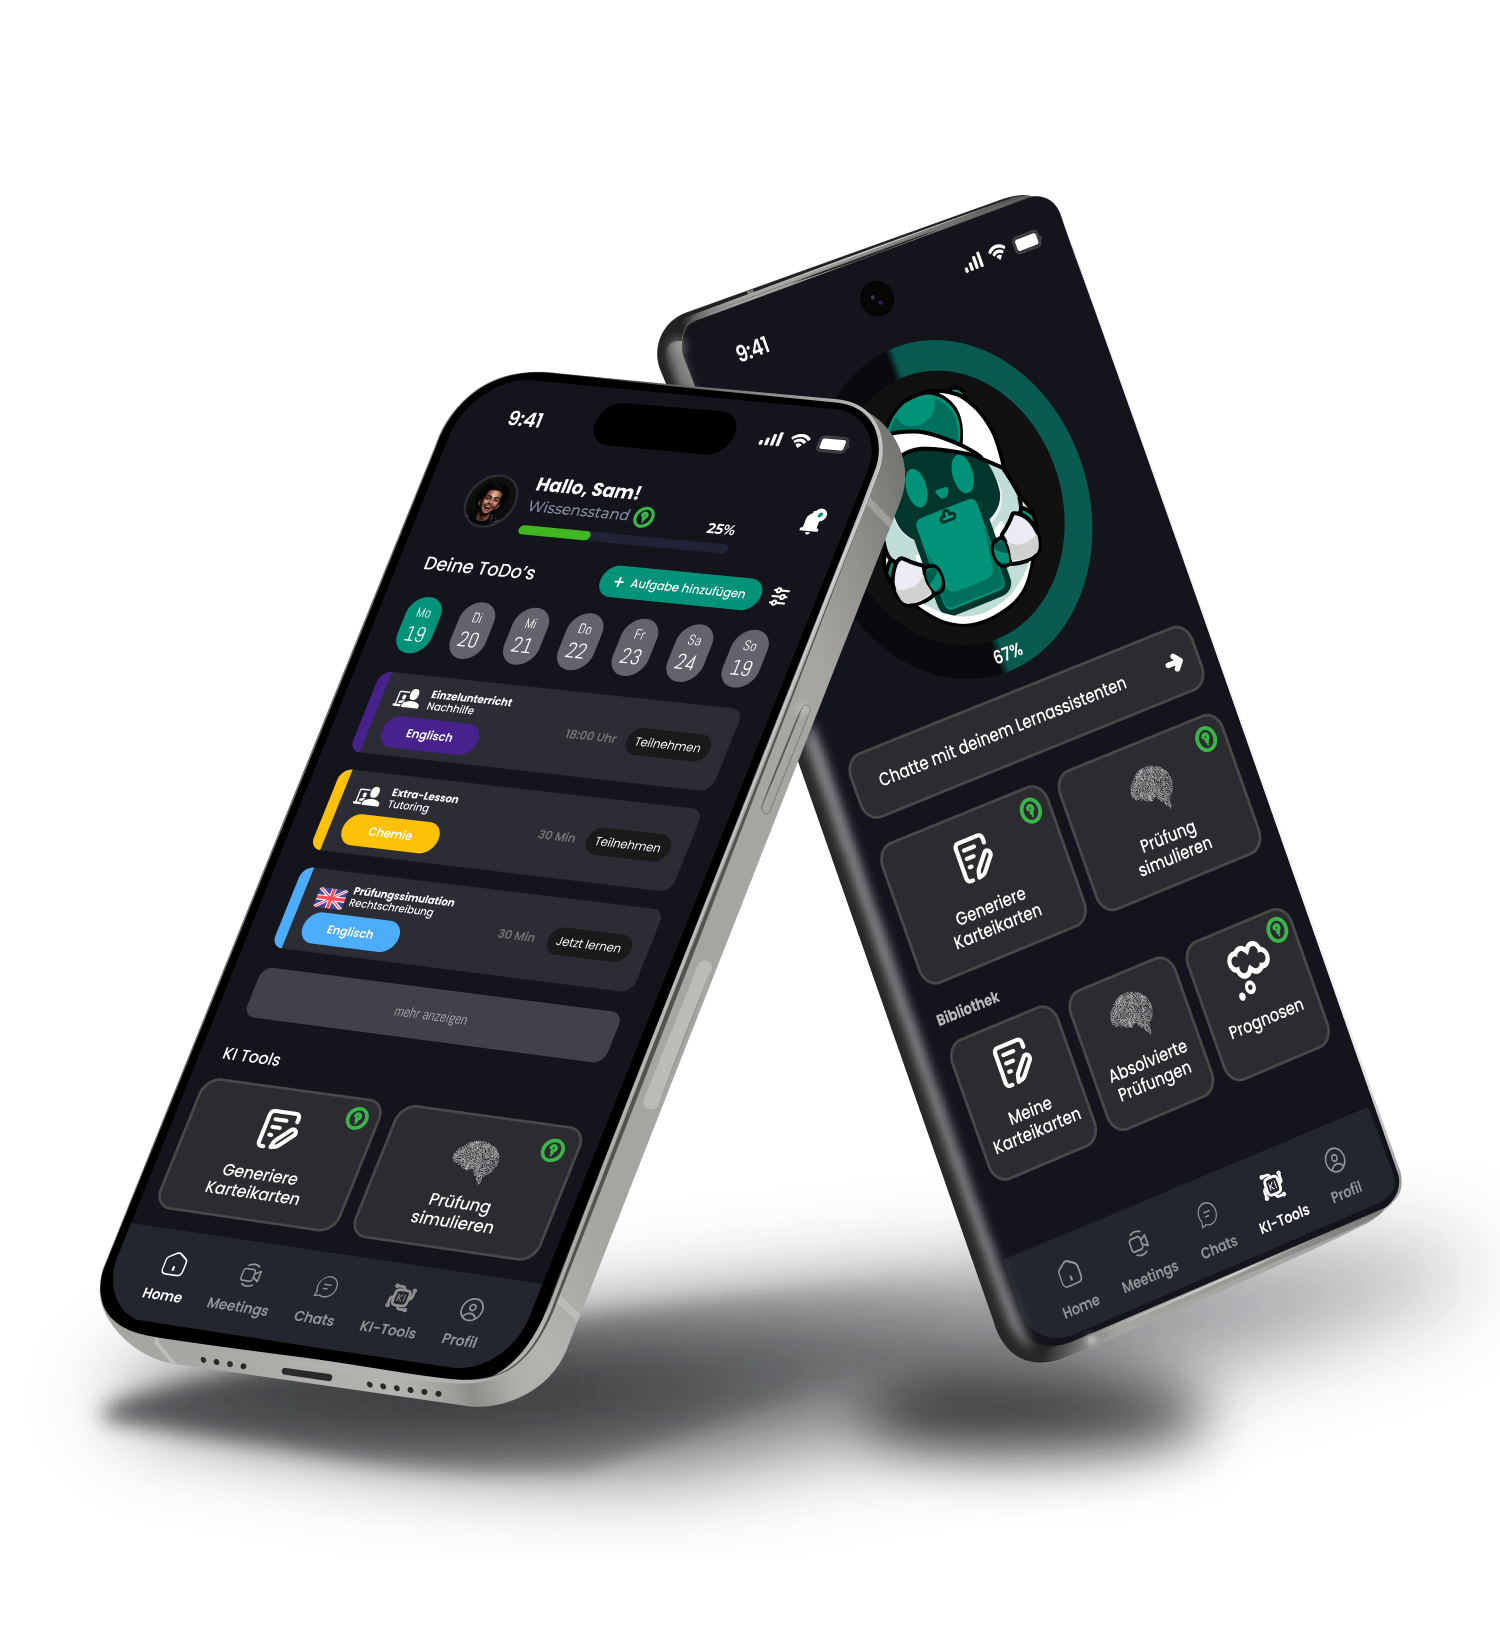 9:41
Hallo, Sam!
Wissensstand
25%
Deine ToDo's
+ Aufgabe hinzufügen
Mo Di Mi Do Fr Sa So
19 20 21 22 23 24 19
Einzelunterricht
Nachhilfe
Englisch
18:00 Uhr
Teilnehmen
Extra-Lesson
Tutoring
Chemie
30 Min
Teilnehmen
Prüfungssimulation
Rechtschreibung
Englisch
30 Min
Jetzt lernen
mehr anzeigen
KI Tools
Generiere
Karteikarten
Prüfung
simulieren
KI
Home
Meetings
Chats
KI-Tools
Profil
9:41
67%
Chatte mit deinem Lernassistenten
Generiere
Karteikarten
Prüfung
simulieren
Bibliothek
Meine
Karteikarten
Absolvierte
Prüfungen
Prognosen
KI
Home
Meetings
Chats
KI-Tools
Profil